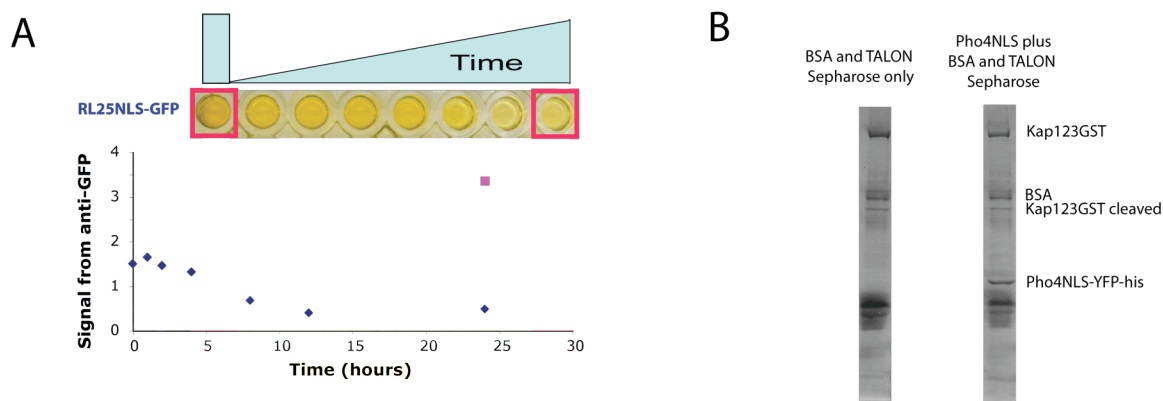 A
Time
RL25NLS-GFP
Signal from anti-GFP
4
3
2
1
0
0 5 10 15 20 25 30
Time (hours)
B
BSA and TALON
Sepharose only
Pho4NLS plus
BSA and TALON
Sepharose
Kap123GST
BSA
Kap123GST cleaved
Pho4NLS-YFP-his